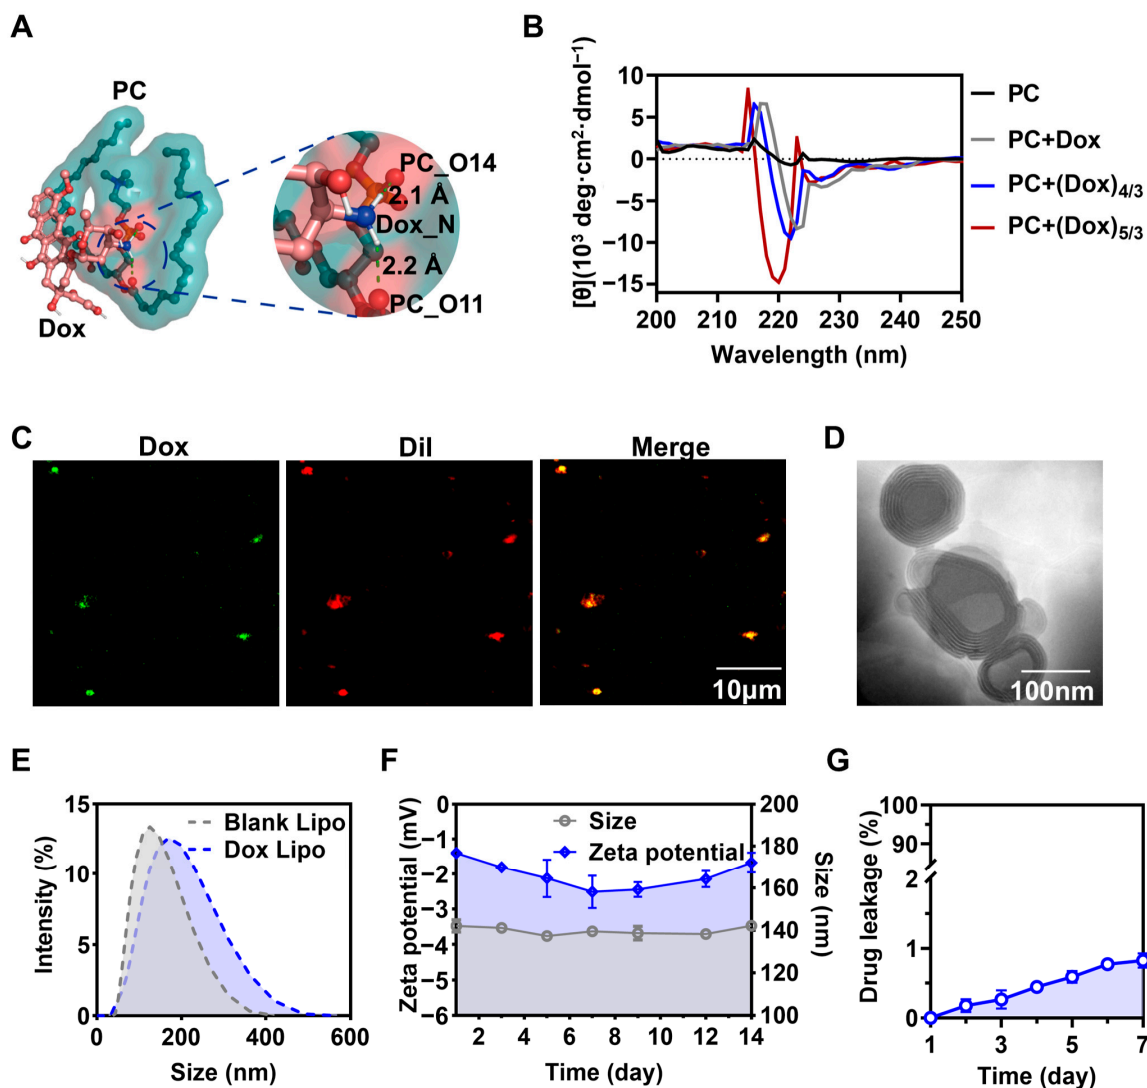 A
PC
Dox
PC_O14
2.1 Å
Dox_N
2.2 Å
PC_O11
B
[θ](10³ deg·cm²·dmol⁻¹)
10
5
0
−5
−10
−15
200 210 220 230 240 250
Wavelength (nm)
PC
PC+Dox
PC+(Dox)4/3
PC+(Dox)5/3
C
Dox
Dil
Merge
10μm
D
100nm
E
Intensity (%)
15
10
5
0
0 200 400 600
Size (nm)
Blank Lipo
Dox Lipo
F
Zeta potential (mV)
0
−1
−2
−3
−4
−5
−6
2 4 6 8 10 12 14
Time (day)
Size
Zeta potential
200
180
160
140
120
100
Size (nm)
G
Drug leakage (%)
100
90
2
1
0
1 3 5 7
Time (day)